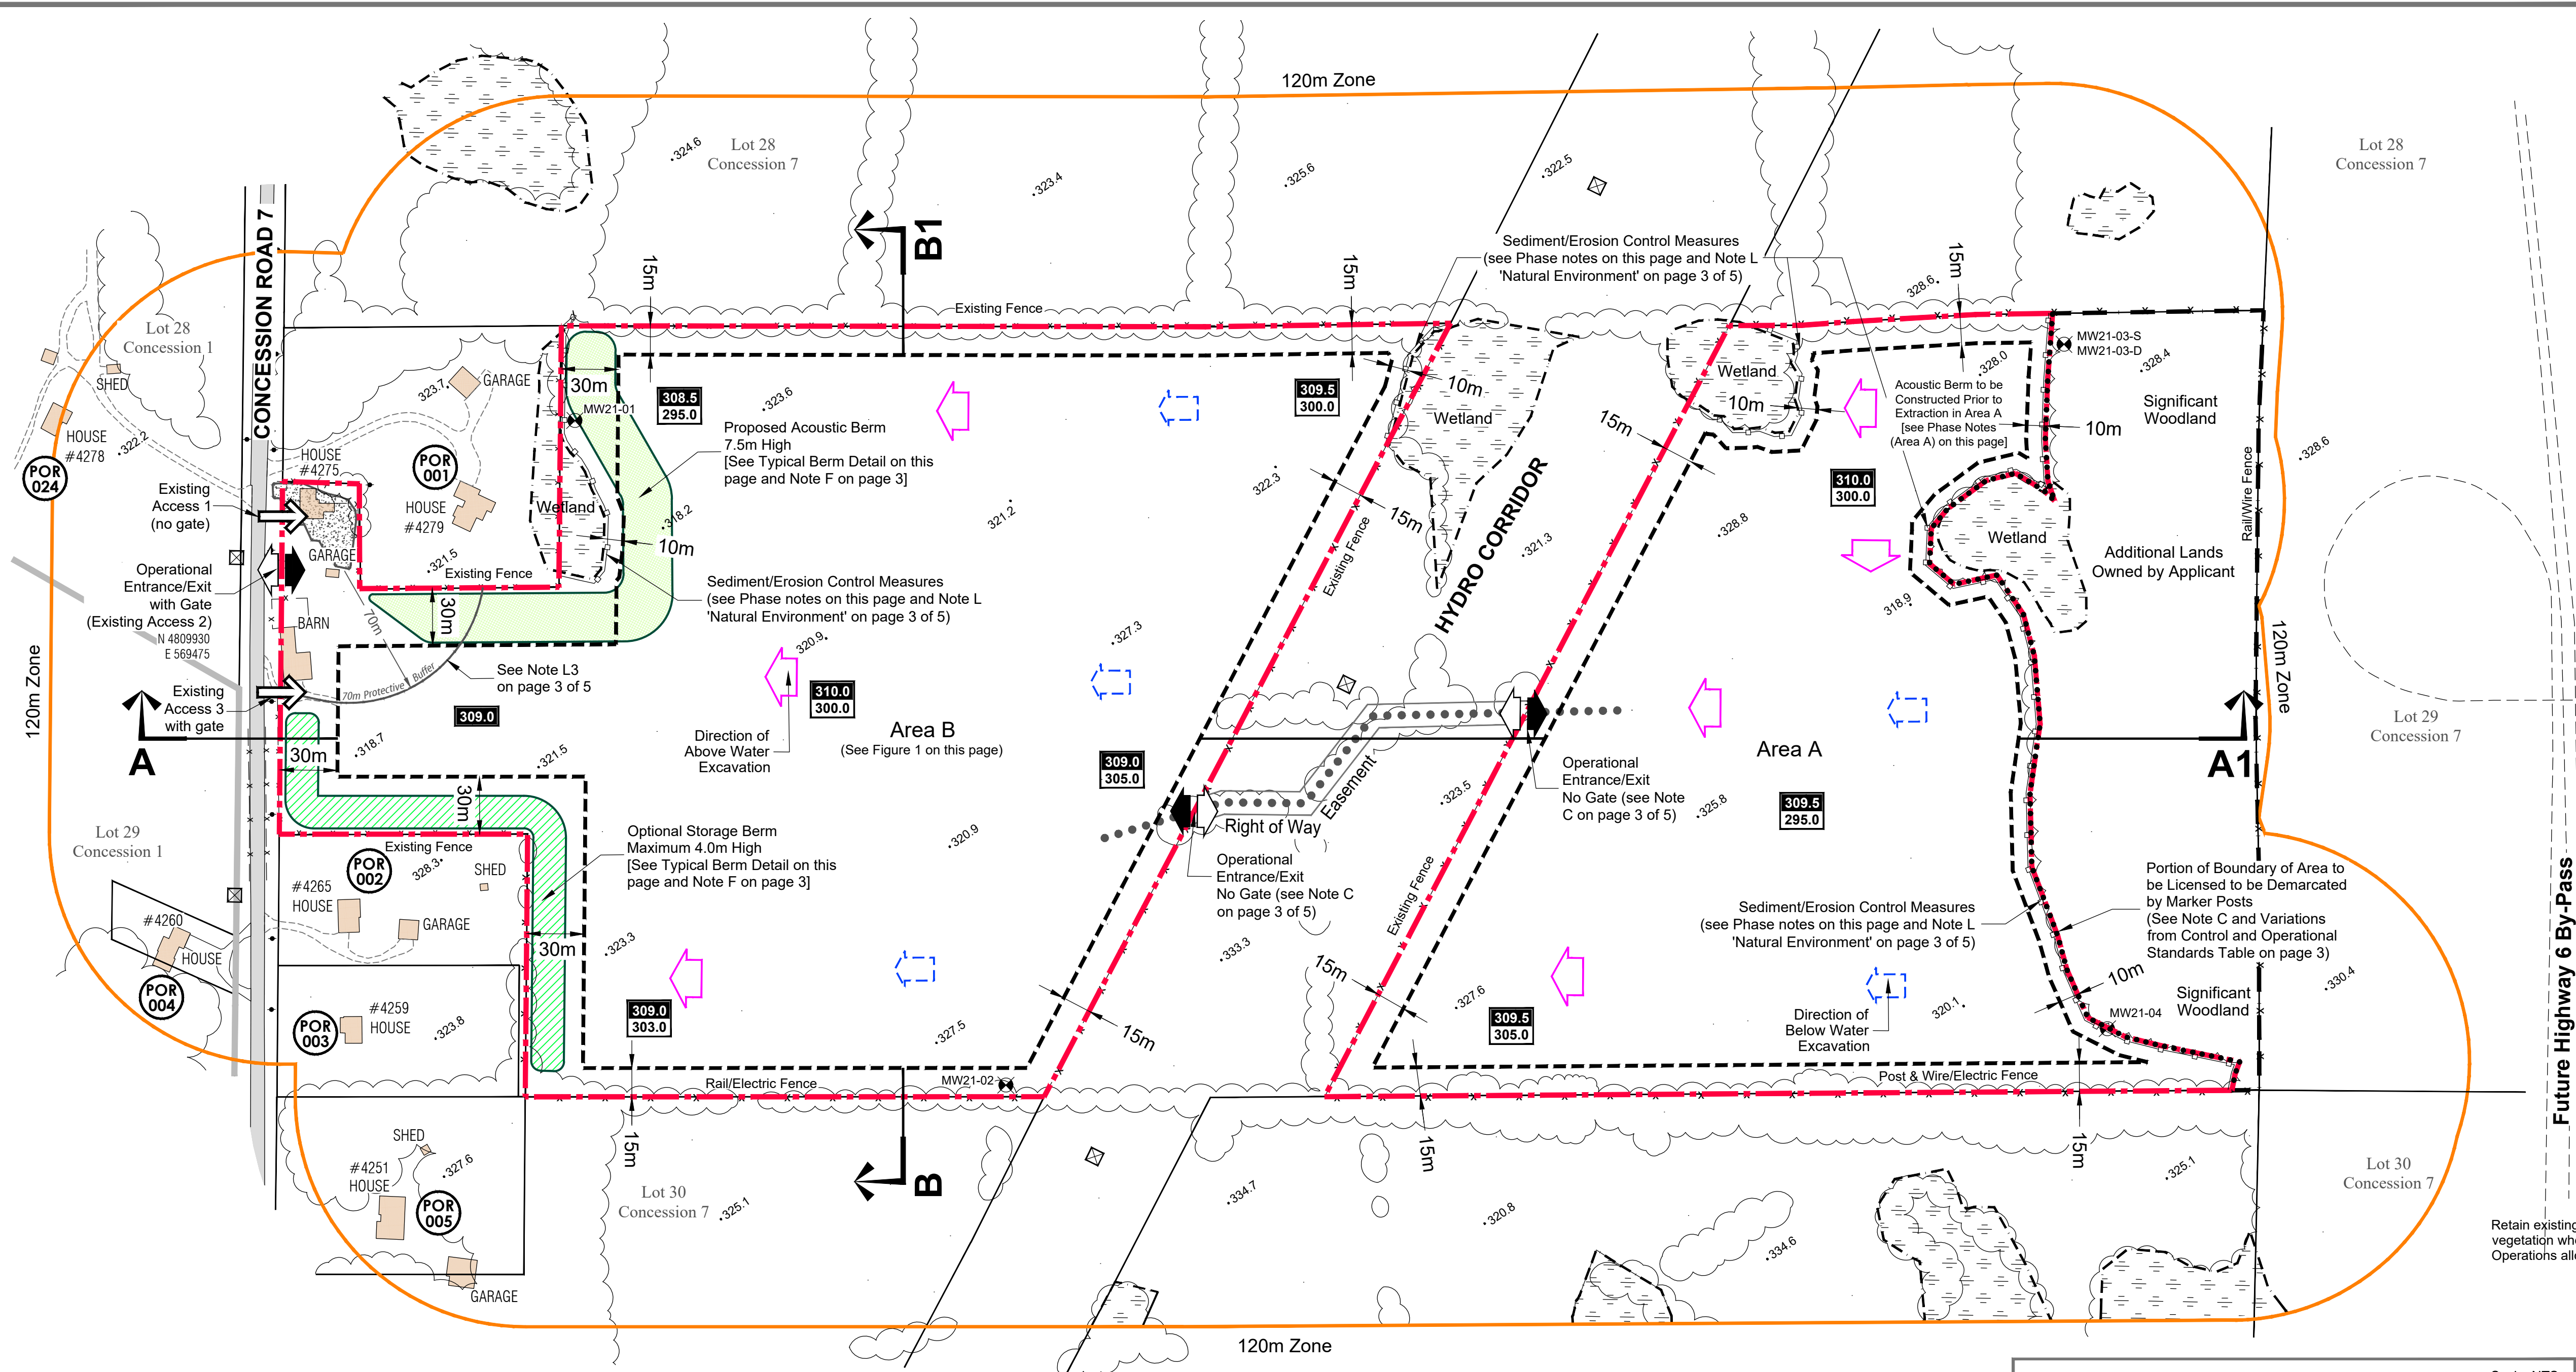 120m Zone
Lot 28
Concession 7
Lot 28
Concession 7
324.6
323.4
325.6
322.5
CONCESSION ROAD 7
B1
15m
15m
15m
Sediment/Erosion Control Measures
(see Phase notes on this page and Note L
'Natural Environment' on page 3 of 5)
328.6
Existing Fence
Lot 28
Concession 1
SHED
HOUSE
#4278
322.2
POR
024
323.7
GARAGE
30m
MW21-01
308.5
295.0
323.6
309.5
300.0
10m
Wetland
Wetland
10m
15m
Acoustic Berm to be
Constructed Prior to
Extraction in Area A
[see Phase Notes
(Area A) on this page]
328.0
MW21-03-S
MW21-03-D
328.4
Significant
Woodland
10m
Rail/Wire Fence
328.6
Proposed Acoustic Berm
7.5m High
[See Typical Berm Detail on this
page and Note F on page 3]
HOUSE
#4275
POR
001
HOUSE
#4279
Existing
Access 1
(no gate)
Wetland
318.2
10m
321.2
322.3
15m
Existing Fence
HYDRO CORRIDOR
321.3
328.8
310.0
300.0
Wetland
Additional Lands
Owned by Applicant
318.9
GARAGE
321.5
Existing Fence
Operational
Entrance/Exit
with Gate
(Existing Access 2)
N 4809930
E 569475
BARN
70m
30m
Sediment/Erosion Control Measures
(see Phase notes on this page and Note L
'Natural Environment' on page 3 of 5)
320.9
327.3
See Note L3
on page 3 of 5
70m Protective Buffer
Existing
Access 3
with gate
309.0
310.0
300.0
120m Zone
120m Zone
A
318.7
30m
321.5
30m
Direction of
Above Water
Excavation
Area B
(See Figure 1 on this page)
309.0
305.0
Easement
Right of Way
Operational
Entrance/Exit
No Gate (see Note
C on page 3 of 5)
323.5
Area A
325.8
309.5
295.0
A1
Lot 29
Concession 7
Lot 29
Concession 1
Optional Storage Berm
Maximum 4.0m High
[See Typical Berm Detail on this
page and Note F on page 3]
320.9
Operational
Entrance/Exit
No Gate (see Note C
on page 3 of 5)
Existing Fence
Existing Fence
328.3
SHED
POR
002
#4265
HOUSE
GARAGE
#4260
HOUSE
POR
004
30m
323.3
333.3
Sediment/Erosion Control Measures
(see Phase notes on this page and Note L
'Natural Environment' on page 3 of 5)
Portion of Boundary of Area to
be Licensed to be Demarcated
by Marker Posts
(See Note C and Variations
from Control and Operational
Standards Table on page 3)
10m
Significant
Woodland
330.4
Future Highway 6 By-Pass
#4259
HOUSE
POR
003
323.8
309.0
303.0
327.5
15m
15m
327.6
309.5
305.0
Direction of
Below Water
Excavation
320.1
MW21-04
Rail/Electric Fence
MW21-02
Post & Wire/Electric Fence
SHED
#4251
HOUSE
327.6
POR
005
GARAGE
15m
B
15m
15m
Lot 30
Concession 7
325.1
334.7
320.8
334.6
325.1
Lot 30
Concession 7
Retain existing
vegetation
Operations
120m Zone